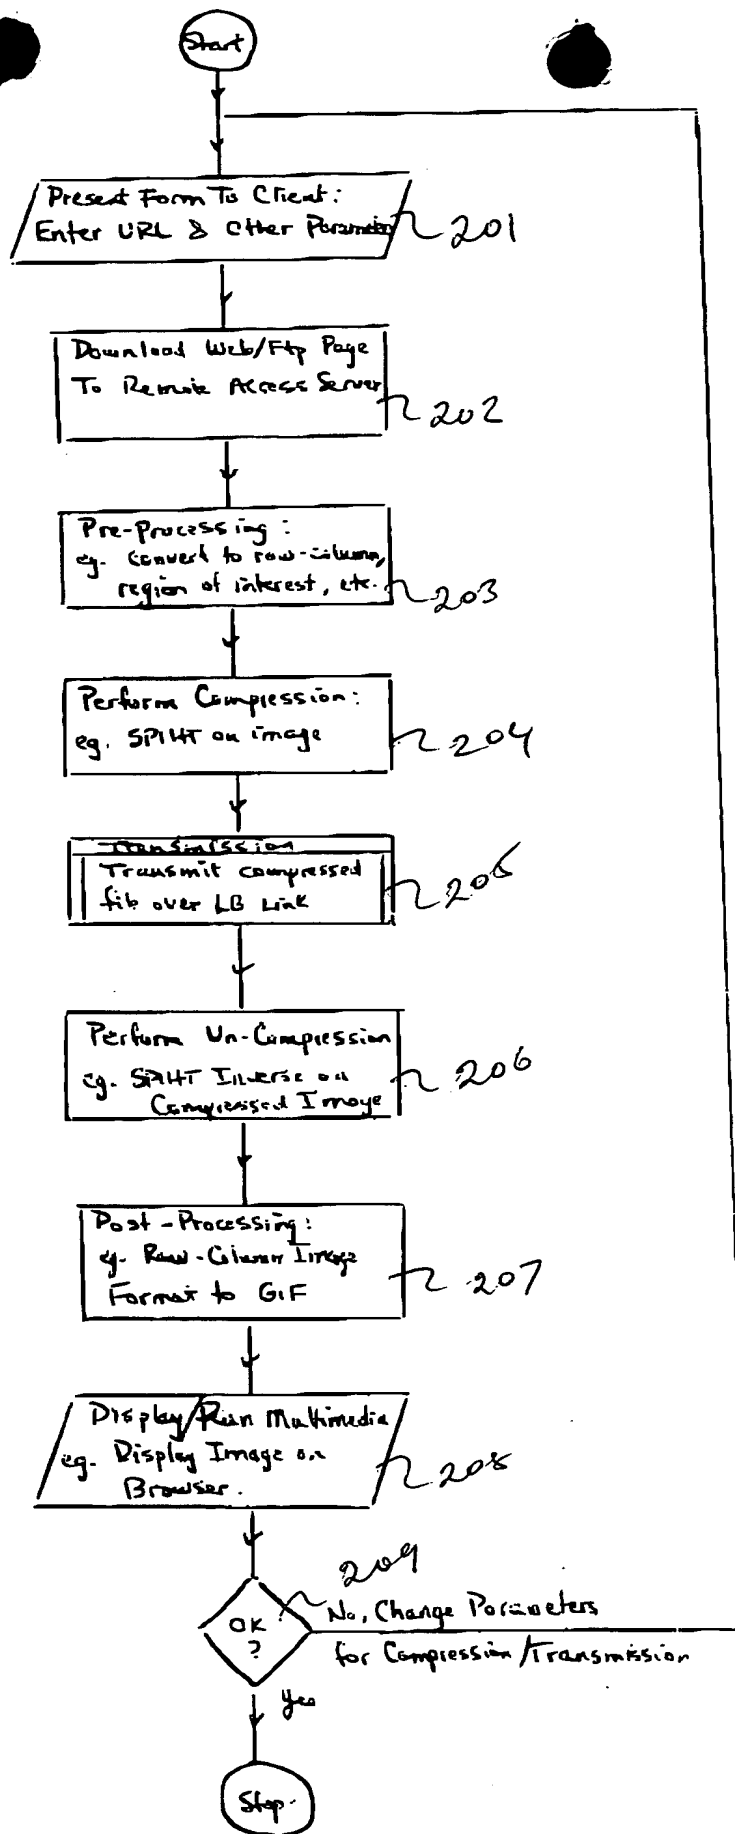 Start
Present Form To Client:
Enter URL & Other Parameters
201
Download Web/Ftp Page
To Remote Access Server
202
Pre-Processing:
eg. Convert to row-column,
region of interest, etc.
203
Perform Compression:
eg. SPIHT on image
204
Transmission
Transmit compressed
file over LB Link
205
Perform Un-Compression
eg. SPIHT Inverse on
Compressed Image
206
Post-Processing:
eg. Row-Column Image
Format to GIF
207
Display/Run Multimedia
eg. Display Image on
Browser.
208
209
OK
?
No, Change Parameters
for Compression/Transmission
Yes
Stop